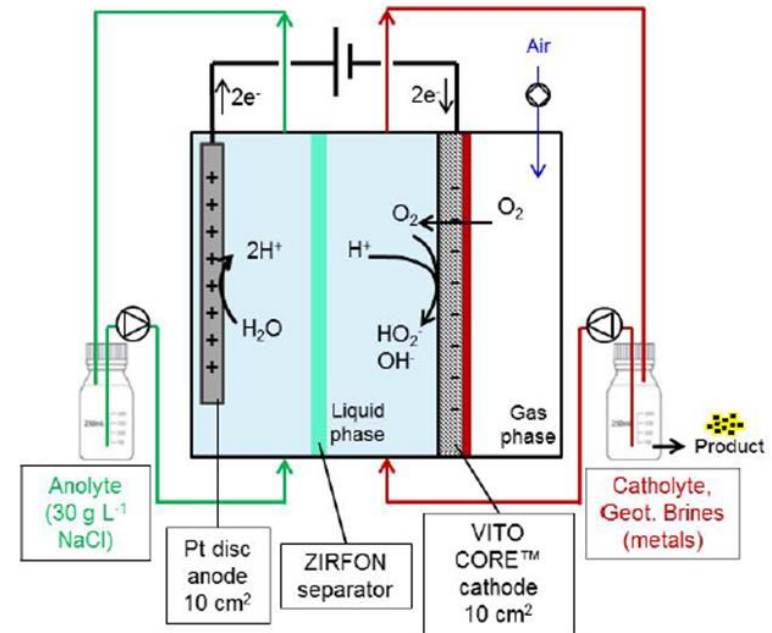 Air
2e-
2e-
O2
O2
2H+
H+
H2O
HO2-
OH-
Liquid
phase
Gas
phase
Product
Anolyte
(30 g L-1
NaCl)
Pt disc
anode
10 cm2
ZIRFON
separator
VITO
CORE™
cathode
10 cm2
Catholyte,
Geot. Brines
(metals)